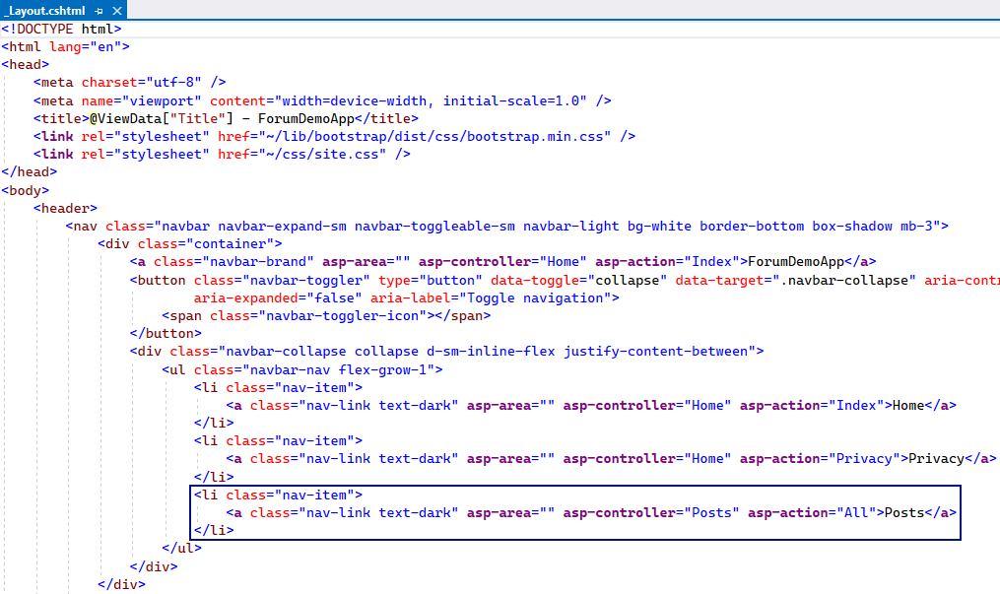 _Layout.cshtml
<!DOCTYPE html>
<html lang="en">
<head>
    <meta charset="utf-8" />
    <meta name="viewport" content="width=device-width, initial-scale=1.0" />
    <title>@ViewData["Title"] - ForumDemoApp</title>
    <link rel="stylesheet" href="~/lib/bootstrap/dist/css/bootstrap.min.css" />
    <link rel="stylesheet" href="~/css/site.css" />
</head>
<body>
    <header>
        <nav class="navbar navbar-expand-sm navbar-toggleable-sm navbar-light bg-white border-bottom box-shadow mb-3">
            <div class="container">
                <a class="navbar-brand" asp-area="" asp-controller="Home" asp-action="Index">ForumDemoApp</a>
                <button class="navbar-toggler" type="button" data-toggle="collapse" data-target=".navbar-collapse" aria-contr
                        aria-expanded="false" aria-label="Toggle navigation">
                    <span class="navbar-toggler-icon"></span>
                </button>
                <div class="navbar-collapse collapse d-sm-inline-flex justify-content-between">
                    <ul class="navbar-nav flex-grow-1">
                        <li class="nav-item">
                            <a class="nav-link text-dark" asp-area="" asp-controller="Home" asp-action="Index">Home</a>
                        </li>
                        <li class="nav-item">
                            <a class="nav-link text-dark" asp-area="" asp-controller="Home" asp-action="Privacy">Privacy</a>
                        </li>
                        <li class="nav-item">
                            <a class="nav-link text-dark" asp-area="" asp-controller="Posts" asp-action="All">Posts</a>
                        </li>
                    </ul>
                </div>
            </div>